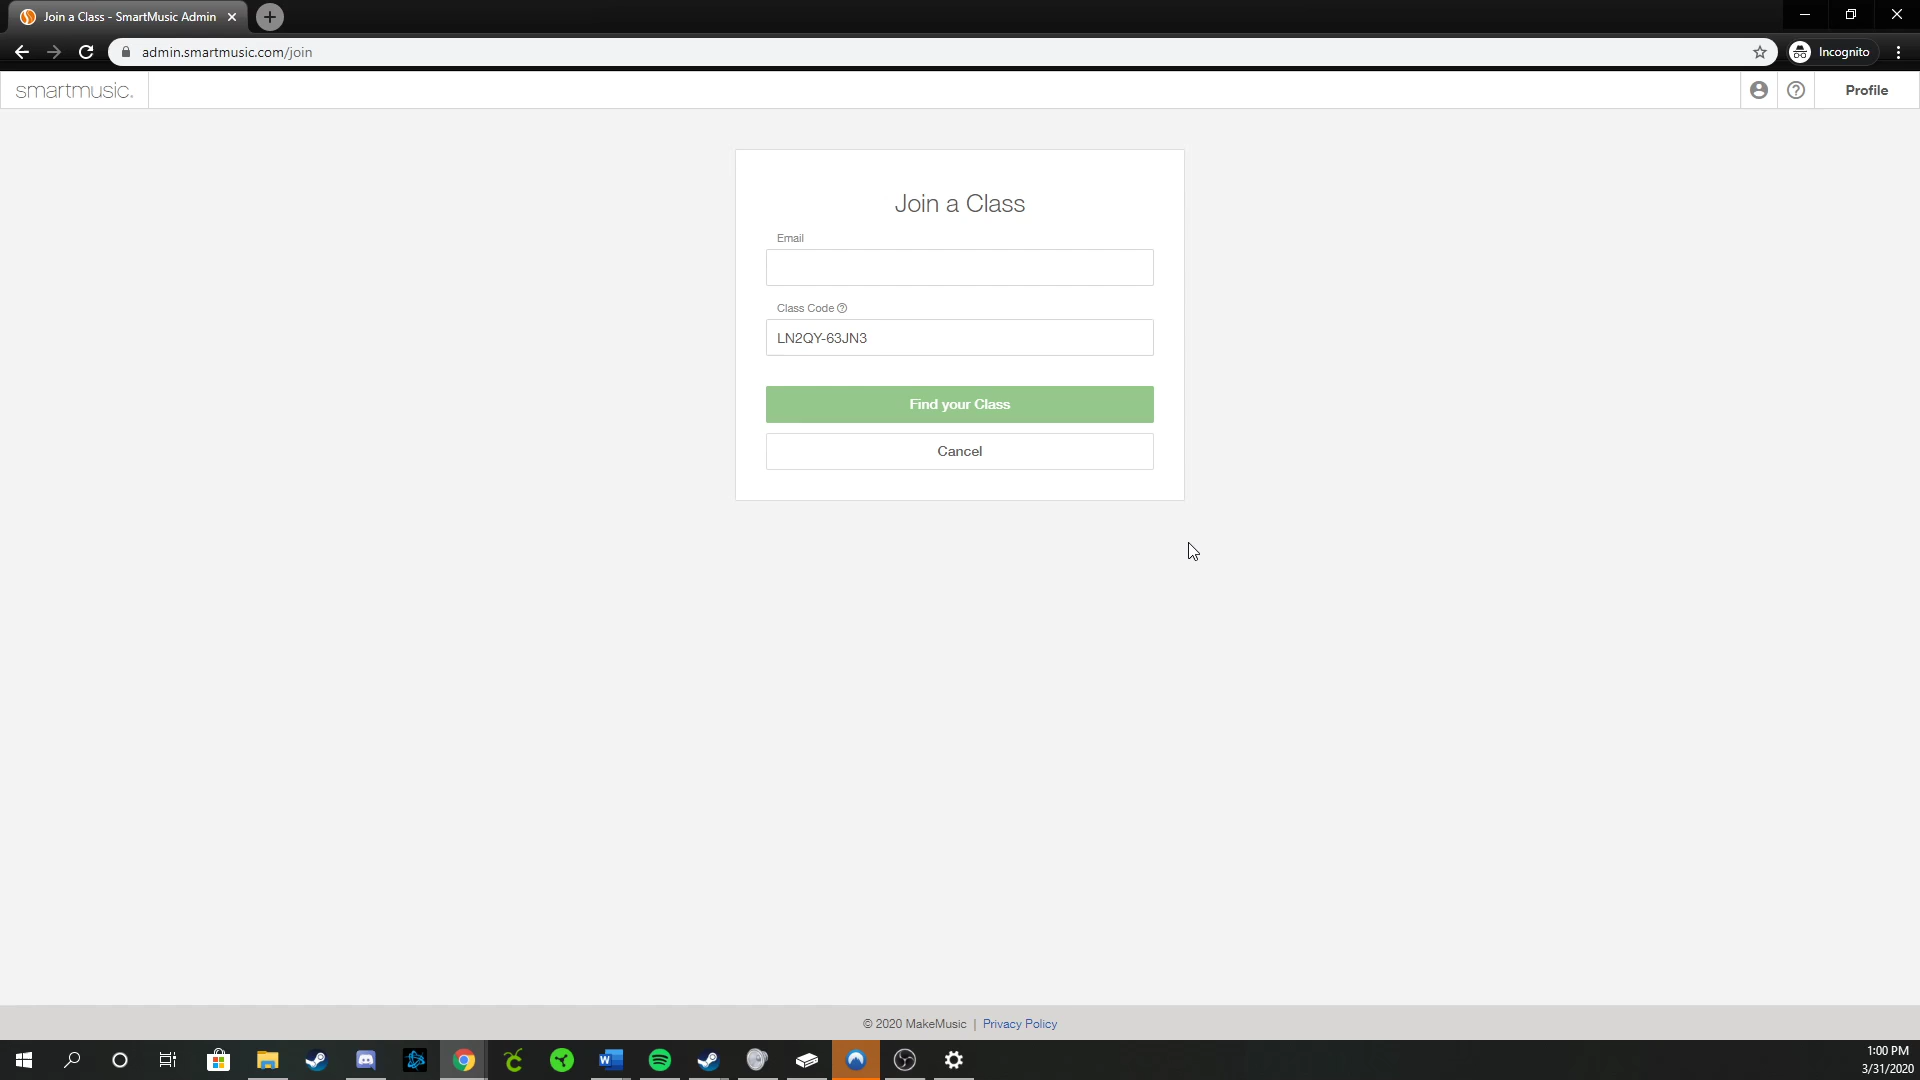 Join a Class - SmartMusic Admin
admin.smartmusic.com/join
Incognito
smartmusic.
Profile
Join a Class
Email
Class Code
LN2QY-63JN3
Find your Class
Cancel
© 2020 MakeMusic | Privacy Policy
1:00 PM
3/31/2020